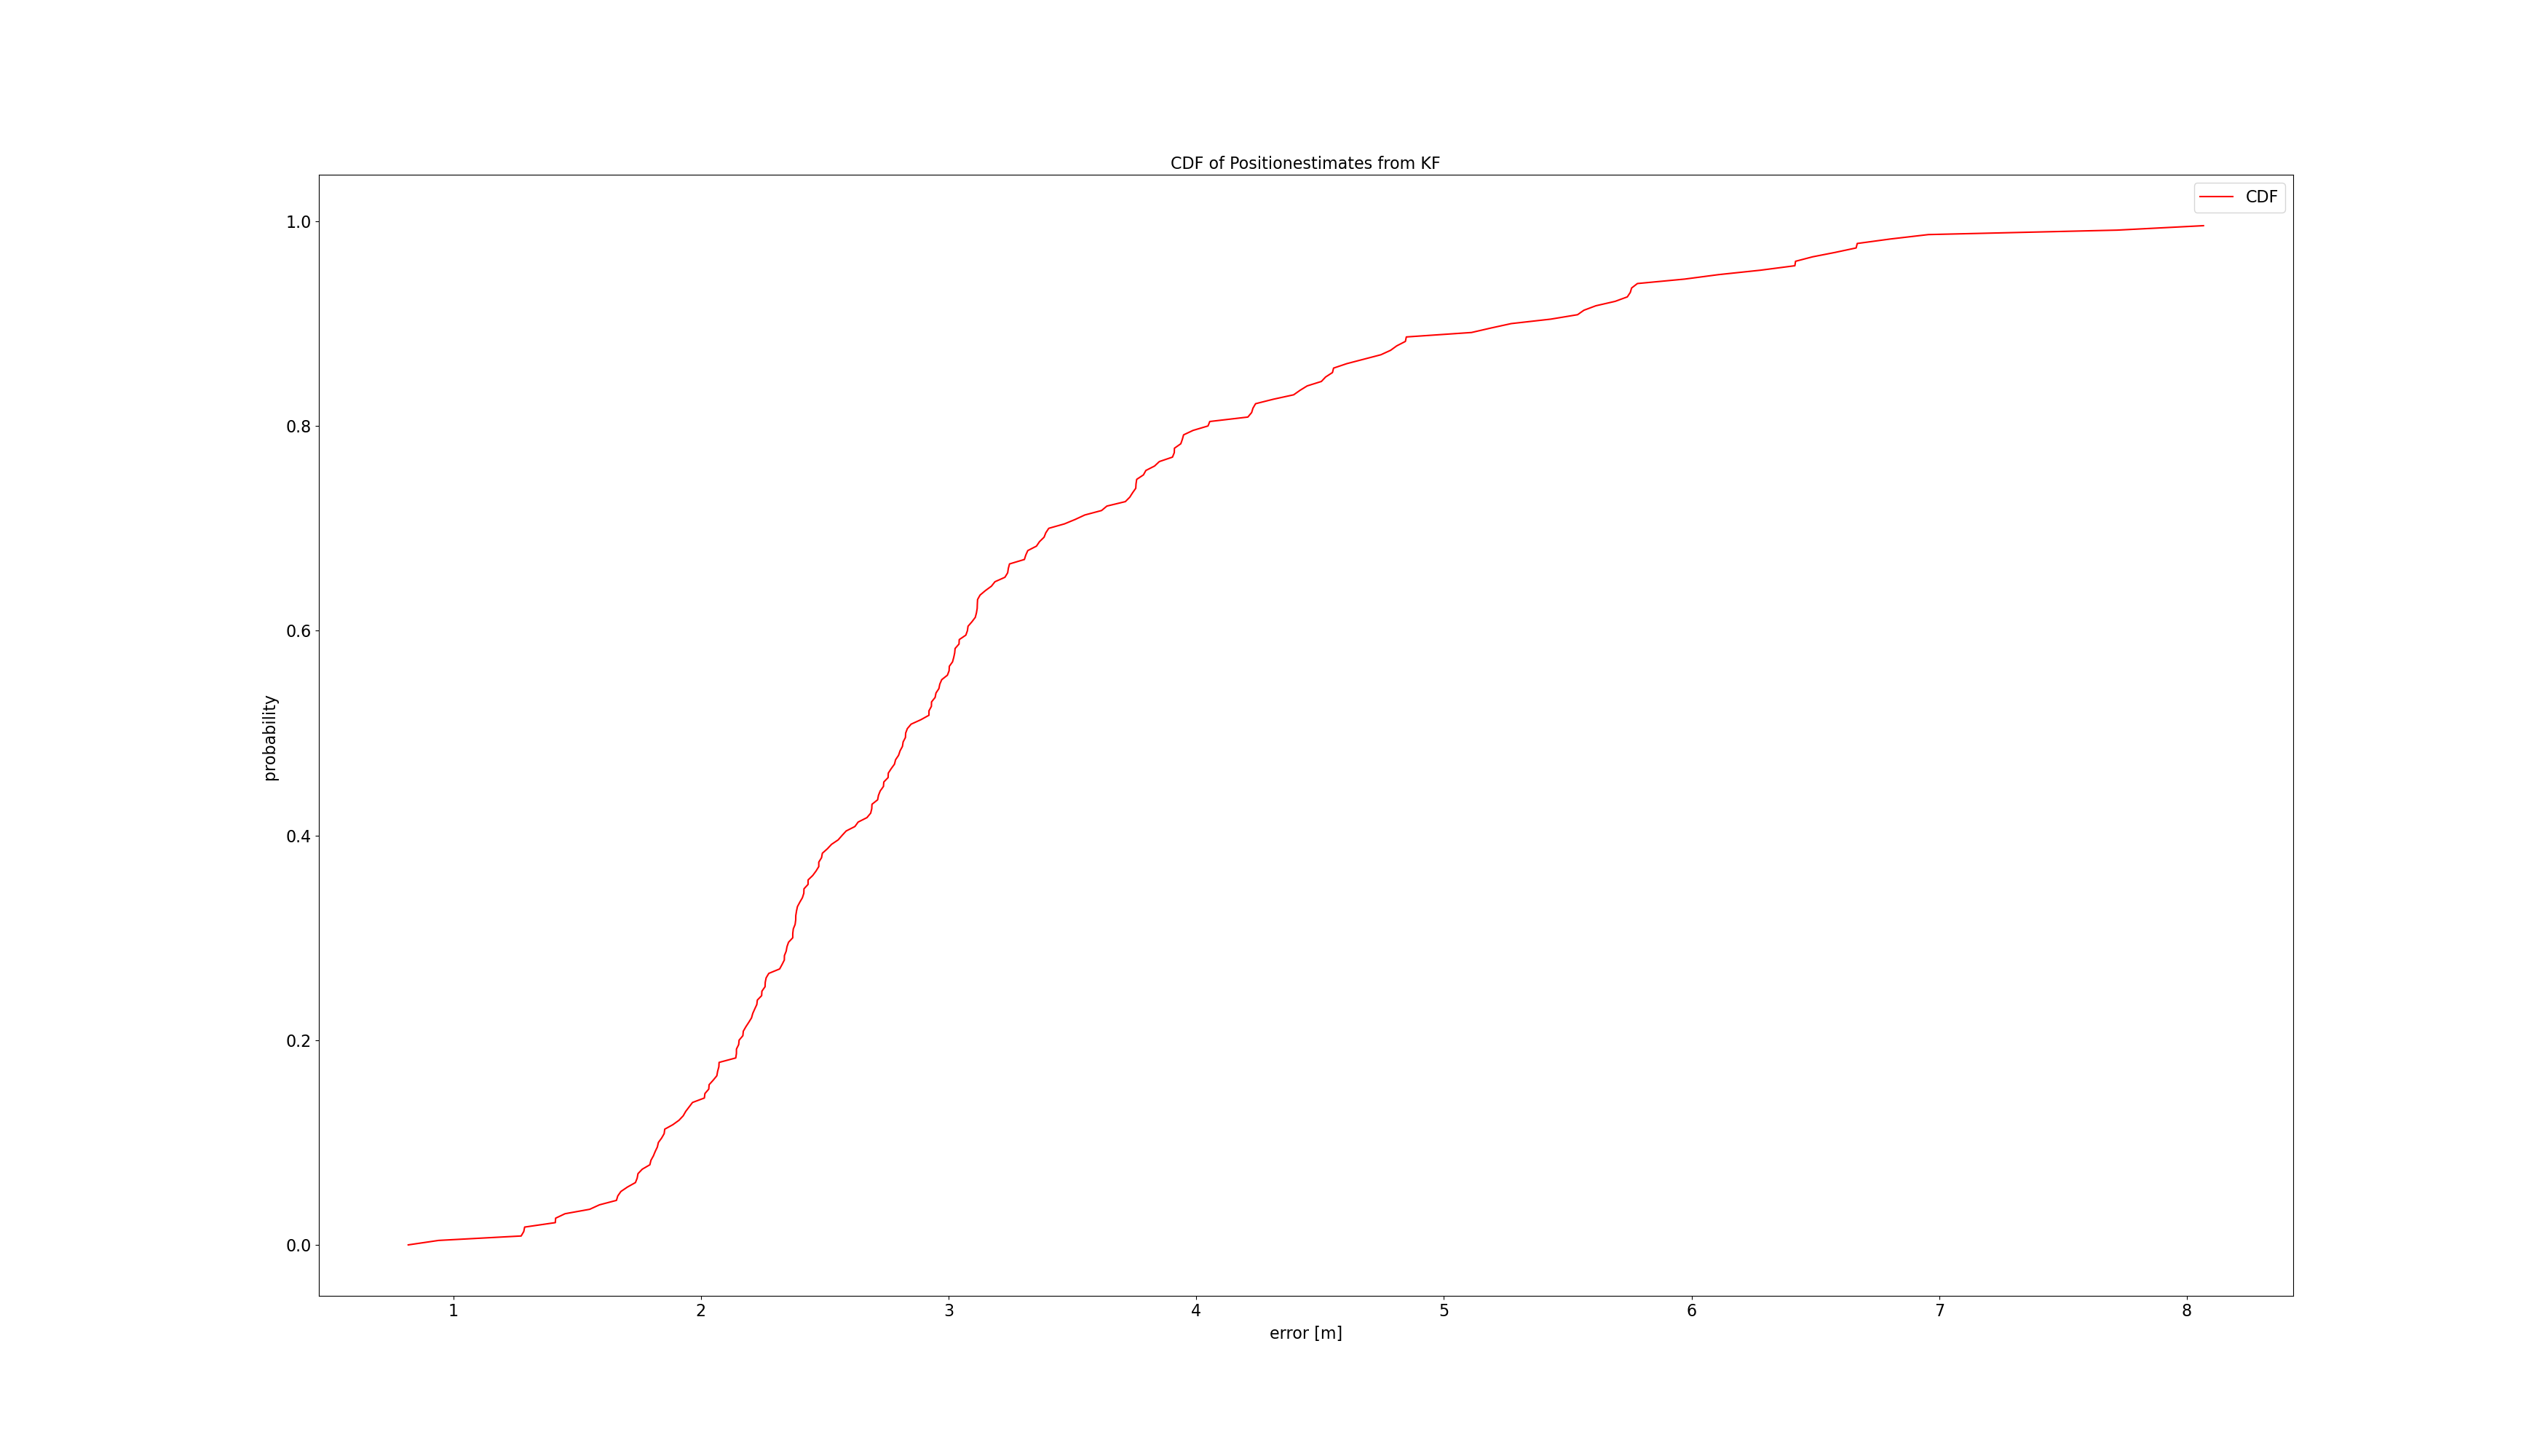 CDF of Positionestimates from KF
CDF
1.0
0.8
0.6
0.4
0.2
0.0
probability
1 2 3 4 5 6 7 8
error [m]